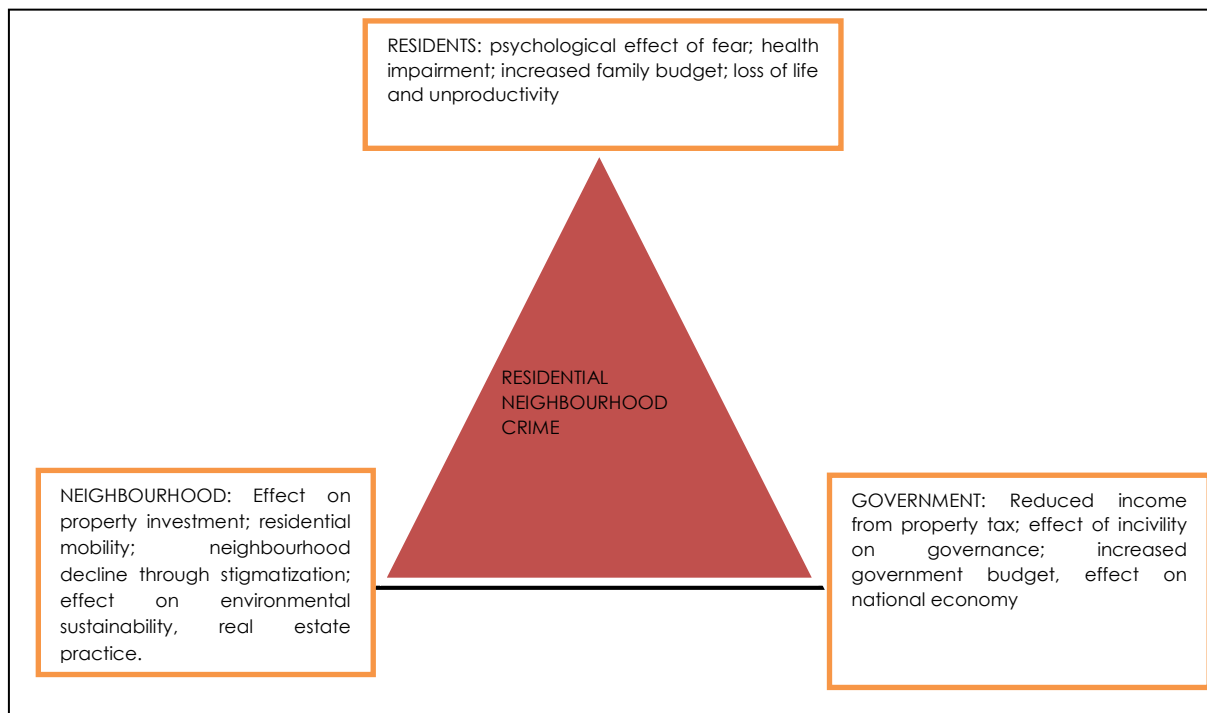 RESIDENTS: psychological effect of fear; health
impairment; increased family budget; loss of life
and unproductivity
RESIDENTIAL
NEIGHBOURHOOD
CRIME
NEIGHBOURHOOD: Effect on
property investment; residential
mobility; neighbourhood
decline through stigmatization;
effect on environmental
sustainability, real estate
practice.
GOVERNMENT: Reduced income
from property tax; effect of incivility
on governance; increased
government budget, effect on
national economy